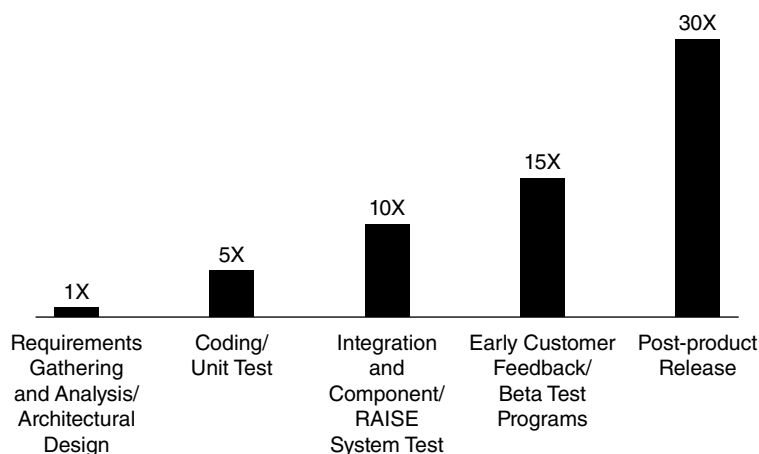 30X
15X
10X
5X
1X
Requirements
Gathering
and Analysis/
Architectural
Design
Coding/
Unit Test
Integration
and
Component/
RAISE
System Test
Early Customer
Feedback/
Beta Test
Programs
Post-product
Release